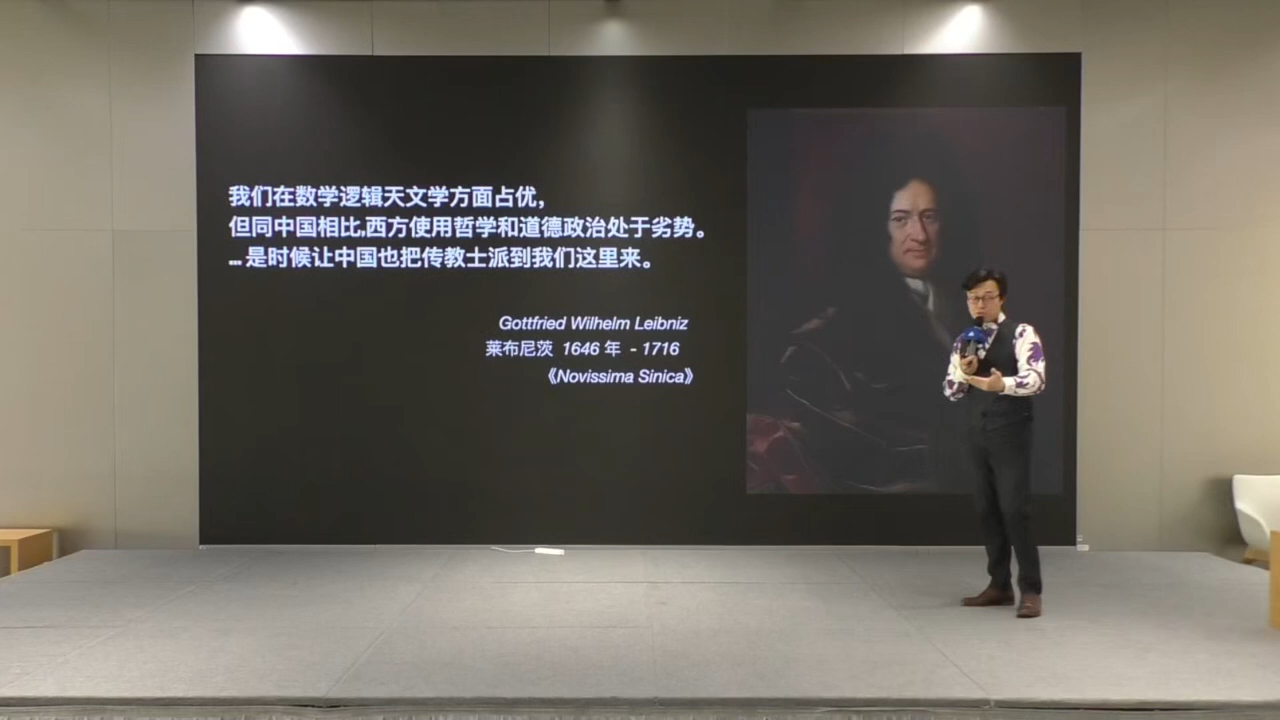 我们在数学逻辑天文学方面占优，
但同中国相比,西方使用哲学和道德政治处于劣势。
... 是时候让中国也把传教士派到我们这里来。
Gottfried Wilhelm Leibniz
莱布尼茨 1646 年 - 1716
《Novissima Sinica》